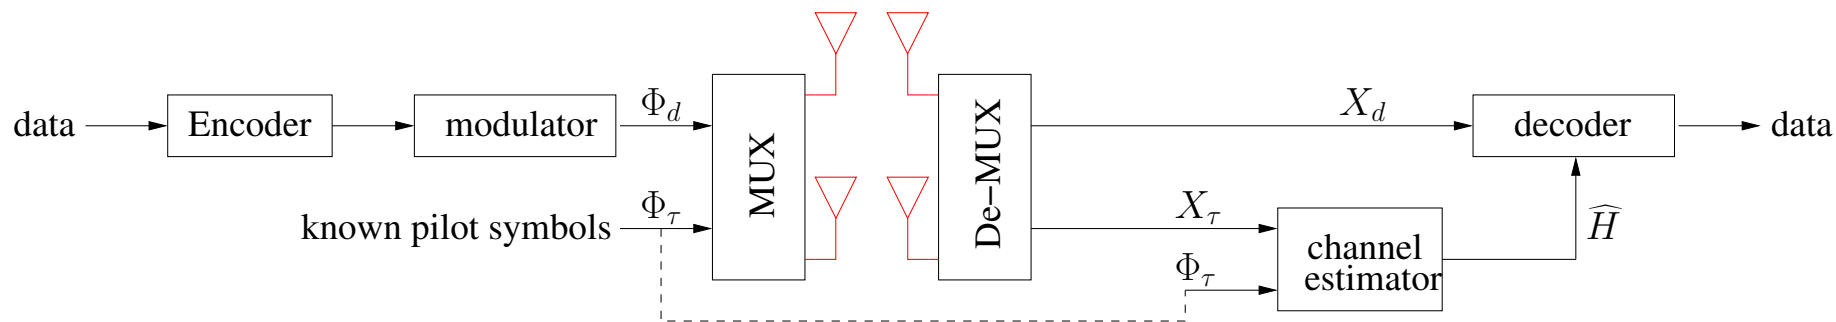 data
Encoder
modulator
Φ_d
MUX
known pilot symbols
Φ_τ
De–MUX
X_d
decoder
data
X_τ
Φ_τ
channel
estimator
Ĥ